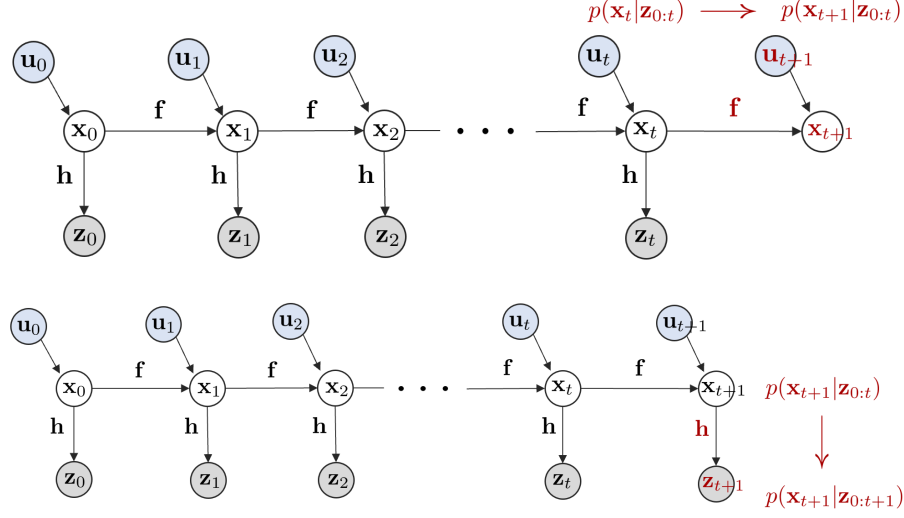 p(x_t|z_{0:t}) ⟶ p(x_{t+1}|z_{0:t})
u_0 u_1 u_2 u_t u_{t+1}
f f f f
x_0 x_1 x_2 · · · x_t x_{t+1}
h h h h
z_0 z_1 z_2 z_t
u_0 u_1 u_2 u_t u_{t+1}
f f f f
x_0 x_1 x_2 · · · x_t x_{t+1} p(x_{t+1}|z_{0:t})
h h h h h
z_0 z_1 z_2 z_t z_{t+1}
p(x_{t+1}|z_{0:t+1})